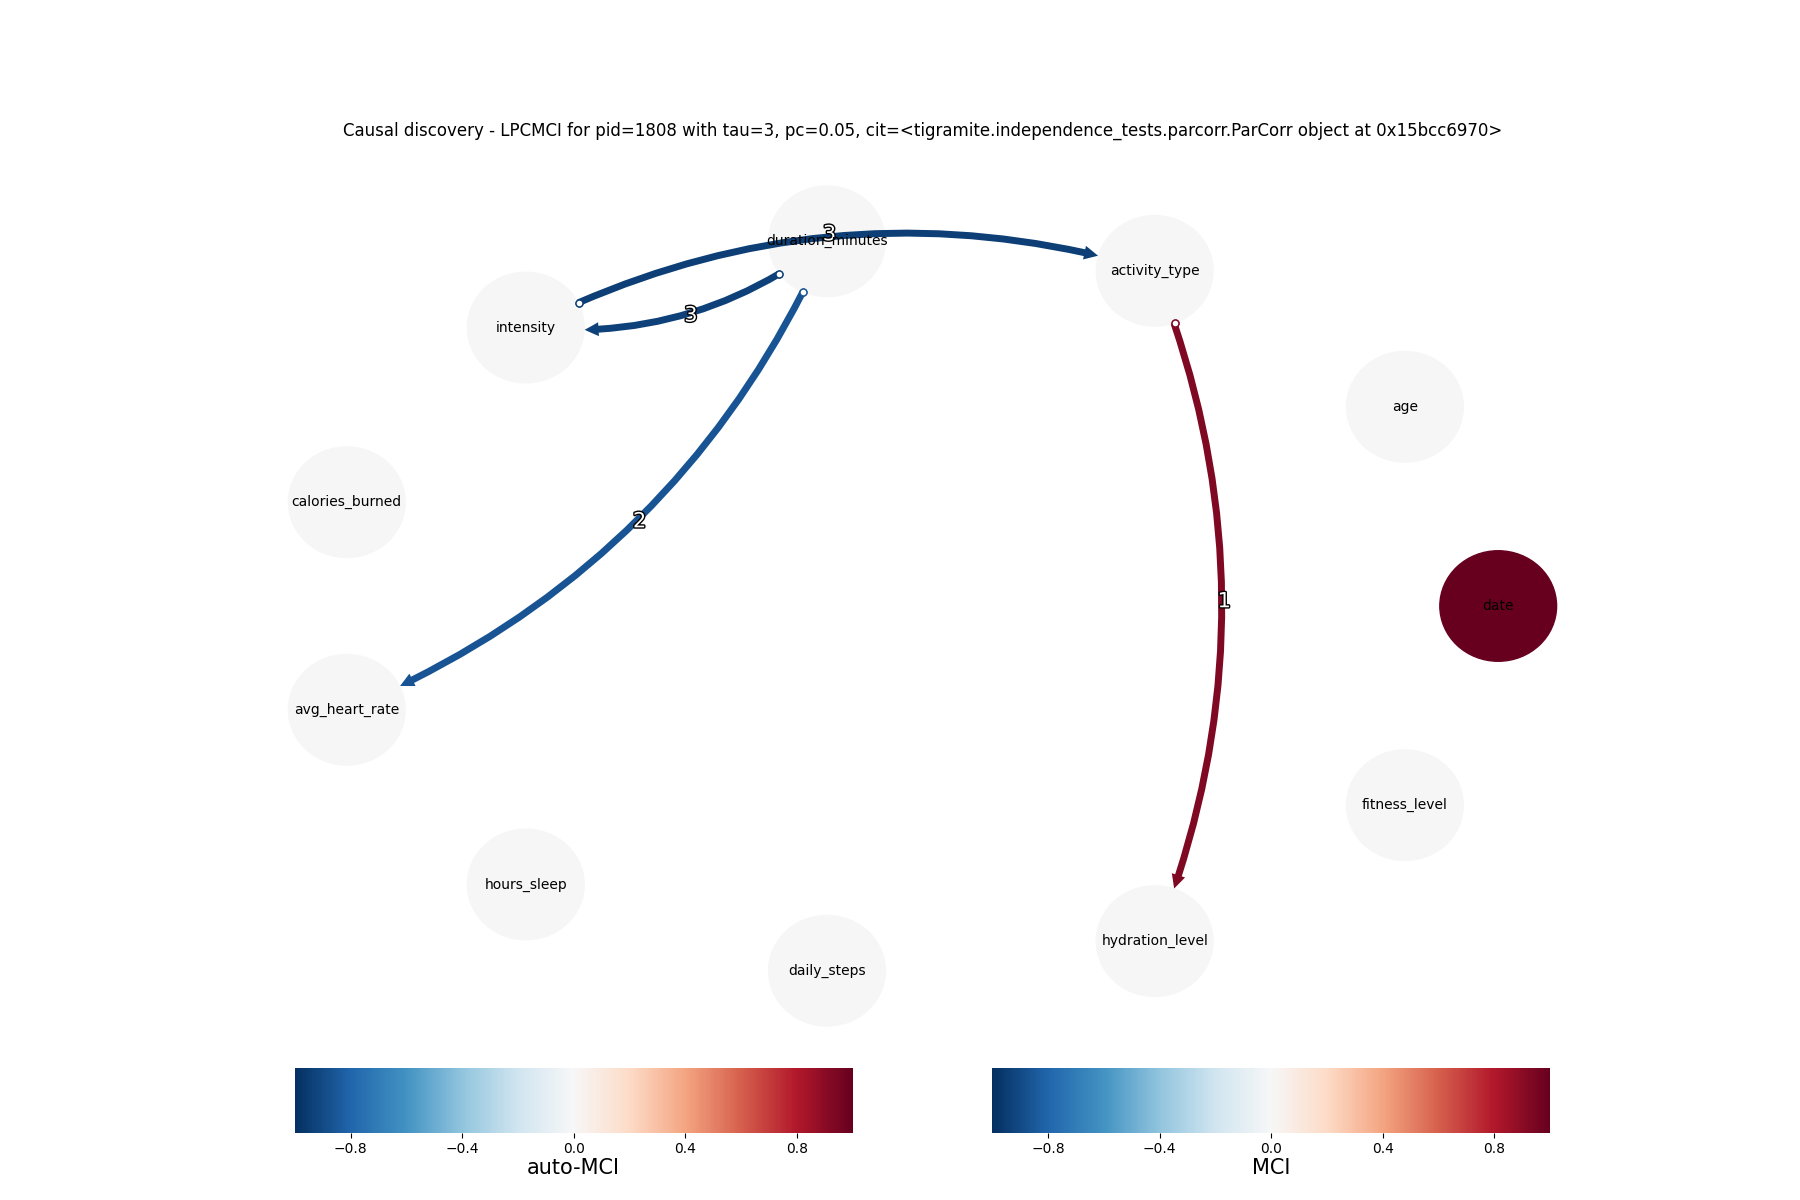 Causal discovery - LPCMCI for pid=1808 with tau=3, pc=0.05, cit=<tigramite.independence_tests.parcorr.ParCorr object at 0x15bcc6970>
3
duration_minutes
activity_type
intensity
3
age
calories_burned
2
date
1
avg_heart_rate
fitness_level
hours_sleep
hydration_level
daily_steps
−0.8 −0.4 0.0 0.4 0.8
auto-MCI
−0.8 −0.4 0.0 0.4 0.8
MCI